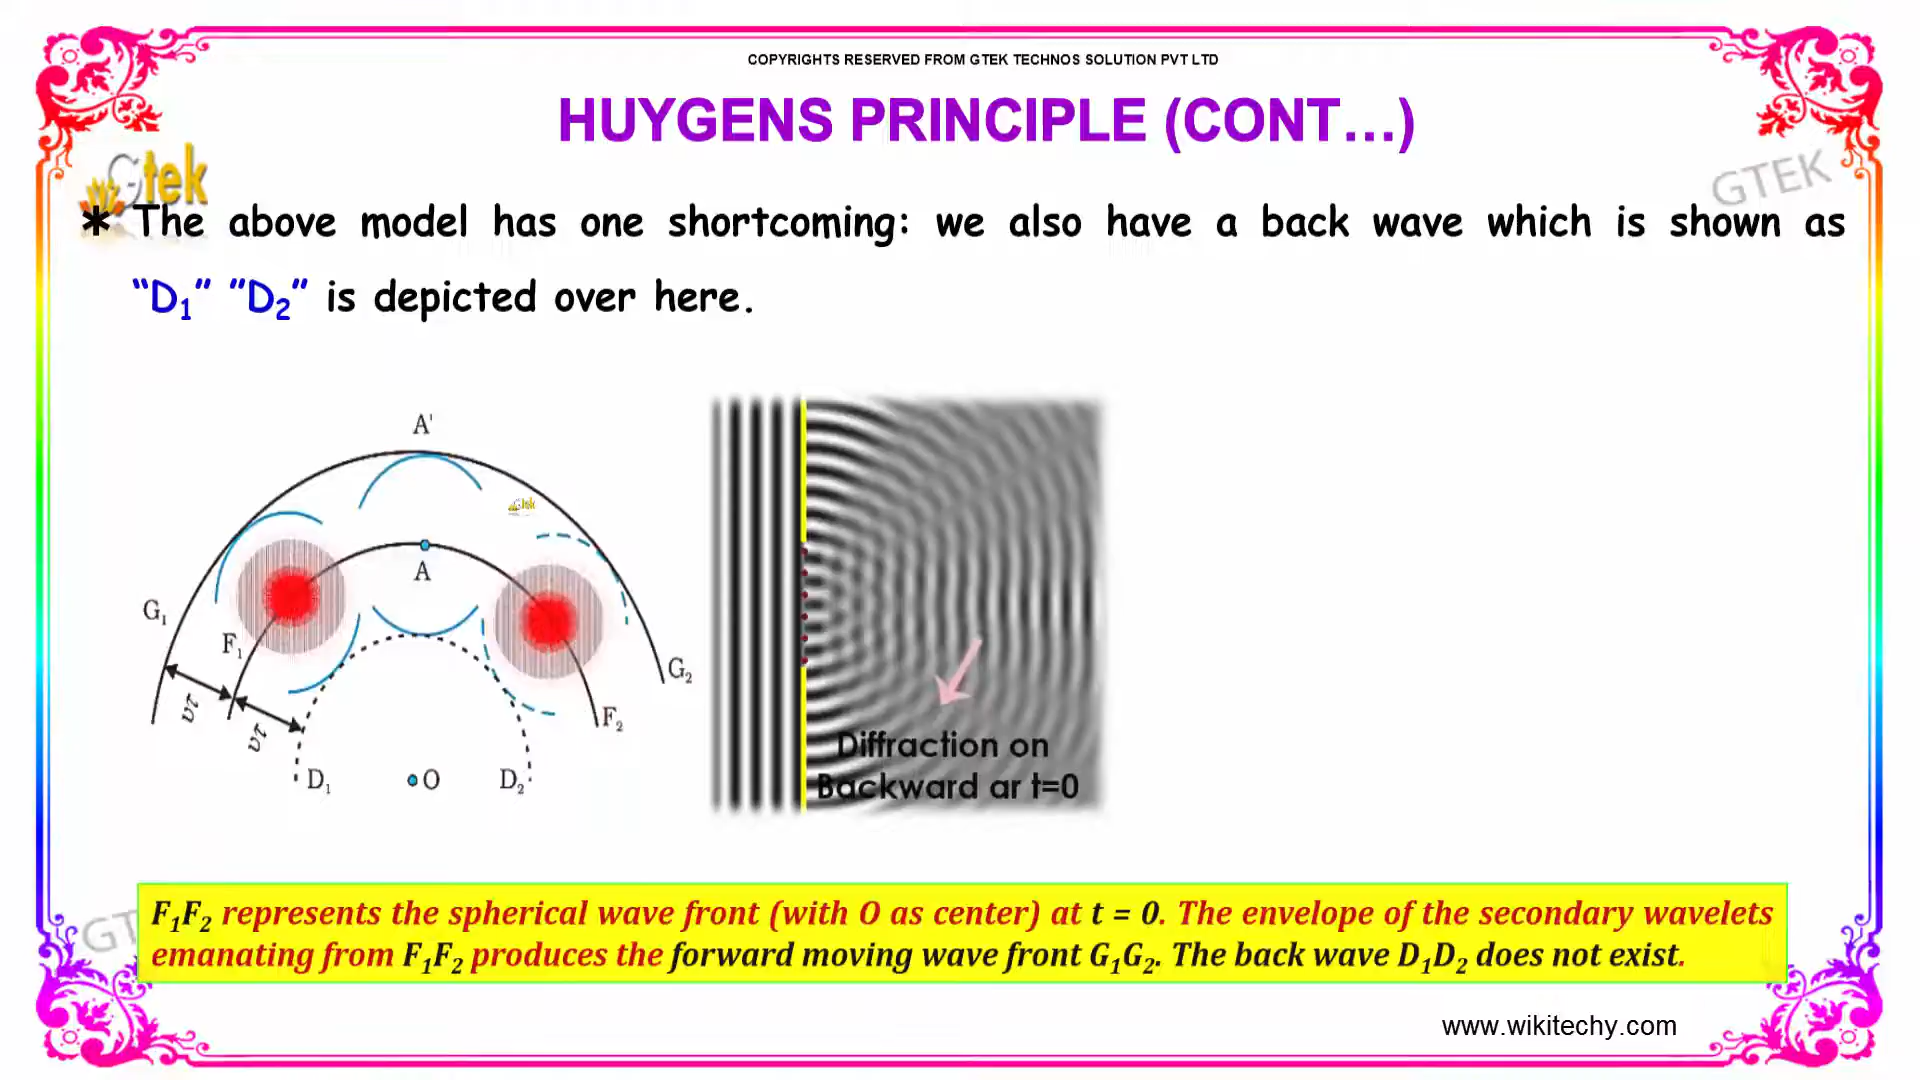 COPYRIGHTS RESERVED FROM GTEK TECHNOS SOLUTION PVT LTD
HUYGENS PRINCIPLE (CONT...)
Gtek
GTEK
* The above model has one shortcoming: we also have a back wave which is shown as
“D₁” ”D₂” is depicted over here.
A'
Gtek
A
G₁
F₁
G₂
vτ
F₂
vτ
D₁
O
D₂
Diffraction on
Backward ar t=0
GT
F₁F₂ represents the spherical wave front (with O as center) at t = 0. The envelope of the secondary wavelets
emanating from F₁F₂ produces the forward moving wave front G₁G₂. The back wave D₁D₂ does not exist.
www.wikitechy.com